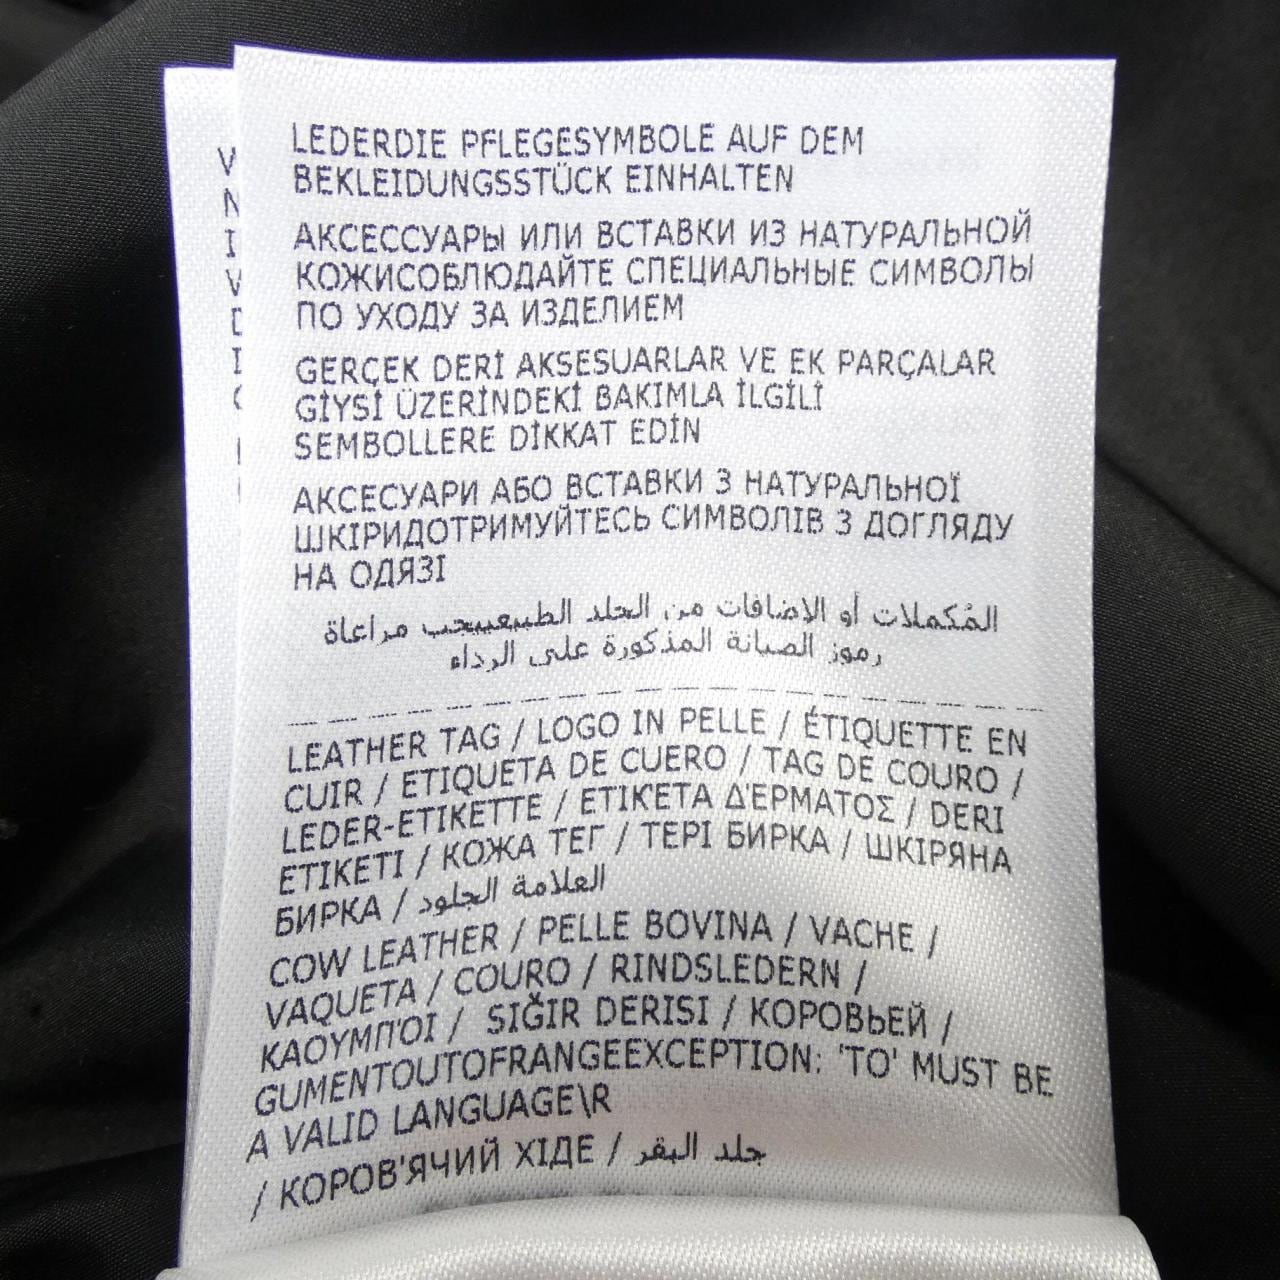 LEDERDIE PFLEGESYMBOLE AUF DEM
BEKLEIDUNGSSTÜCK EINHALTEN
АКСЕССУАРЫ ИЛИ ВСТАВКИ ИЗ НАТУРАЛЬНОЙ
КОЖИСОБЛЮДАЙТЕ СПЕЦИАЛЬНЫЕ СИМВОЛЫ
ПО УХОДУ ЗА ИЗДЕЛИЕМ
GERÇEK DERİ AKSESUARLAR VE EK PARÇALAR
GİYSİ ÜZERİNDEKİ BAKIMLA İLGİLİ
SEMBOLLERE DİKKAT EDİN
АКСЕСУАРИ АБО ВСТАВКИ З НАТУРАЛЬНОЇ
ШКІРИДОТРИМУЙТЕСЬ СИМВОЛІВ З ДОГЛЯДУ
НА ОДЯЗІ
المُكملات أو الإضافات من الجلد الطبيعييجب مراعاة
رموز الصيانة المذكورة على الرداء
LEATHER TAG / LOGO IN PELLE / ÉTIQUETTE EN
CUIR / ETIQUETA DE CUERO / TAG DE COURO /
LEDER-ETIKETTE / ΕΤΙΚΈΤΑ ΔΈΡΜΑΤΟΣ / DERI
ETIKETI / КОЖА ТЕГ / ТЕРІ БИРКА / ШКІРЯНА
БИРКА / العلامة الجلود
COW LEATHER / PELLE BOVINA / VACHE /
VAQUETA / COURO / RINDSLEDERN /
ΚΑΟΥΜΠΌΙ / SIĞIR DERISI / КОРОВЬЕЙ /
GUMENTOUTOFRANGEEXCEPTION: 'TO' MUST BE
A VALID LANGUAGE\R
/ КОРОВ'ЯЧИЙ ХІДЕ / جلد البقر